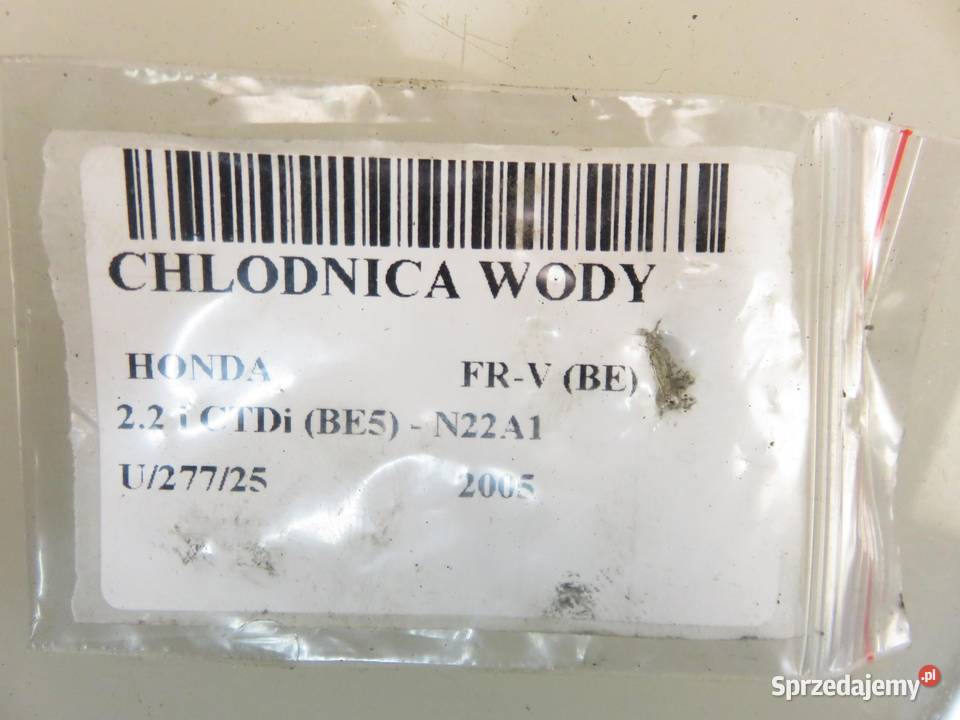 CHLODNICA WODY
HONDA FR-V (BE)
2.2 i CTDi (BE5) - N22A1
U/277/25 2005
Sprzedajemy.pl